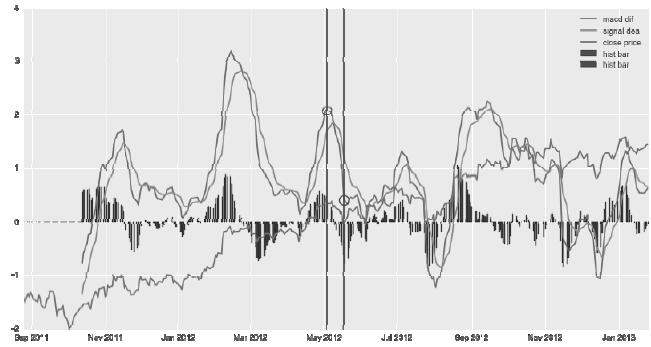 4
macd dif
signal dea
close price
hist bar
hist bar
3
2
1
0
-1
-2
Sep 2011 Nov 2011 Jan 2012 Mar 2012 May 2012 Jul 2012 Sep 2012 Nov 2012 Jan 2013